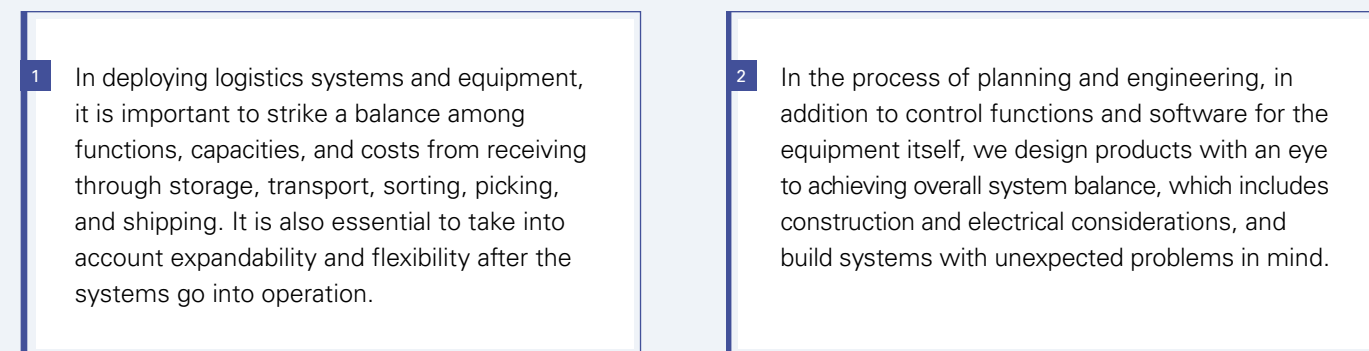 1
In deploying logistics systems and equipment,
it is important to strike a balance among
functions, capacities, and costs from receiving
through storage, transport, sorting, picking,
and shipping. It is also essential to take into
account expandability and flexibility after the
systems go into operation.
2
In the process of planning and engineering, in
addition to control functions and software for the
equipment itself, we design products with an eye
to achieving overall system balance, which includes
construction and electrical considerations, and
build systems with unexpected problems in mind.